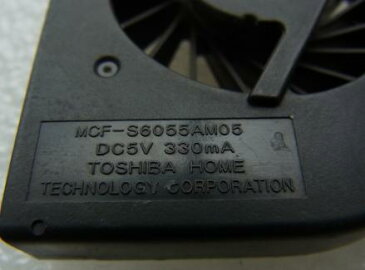 MCF-S6055AM05
DC5V 330mA
TOSHIBA HOME
TECHNOLOGY CORPORATION